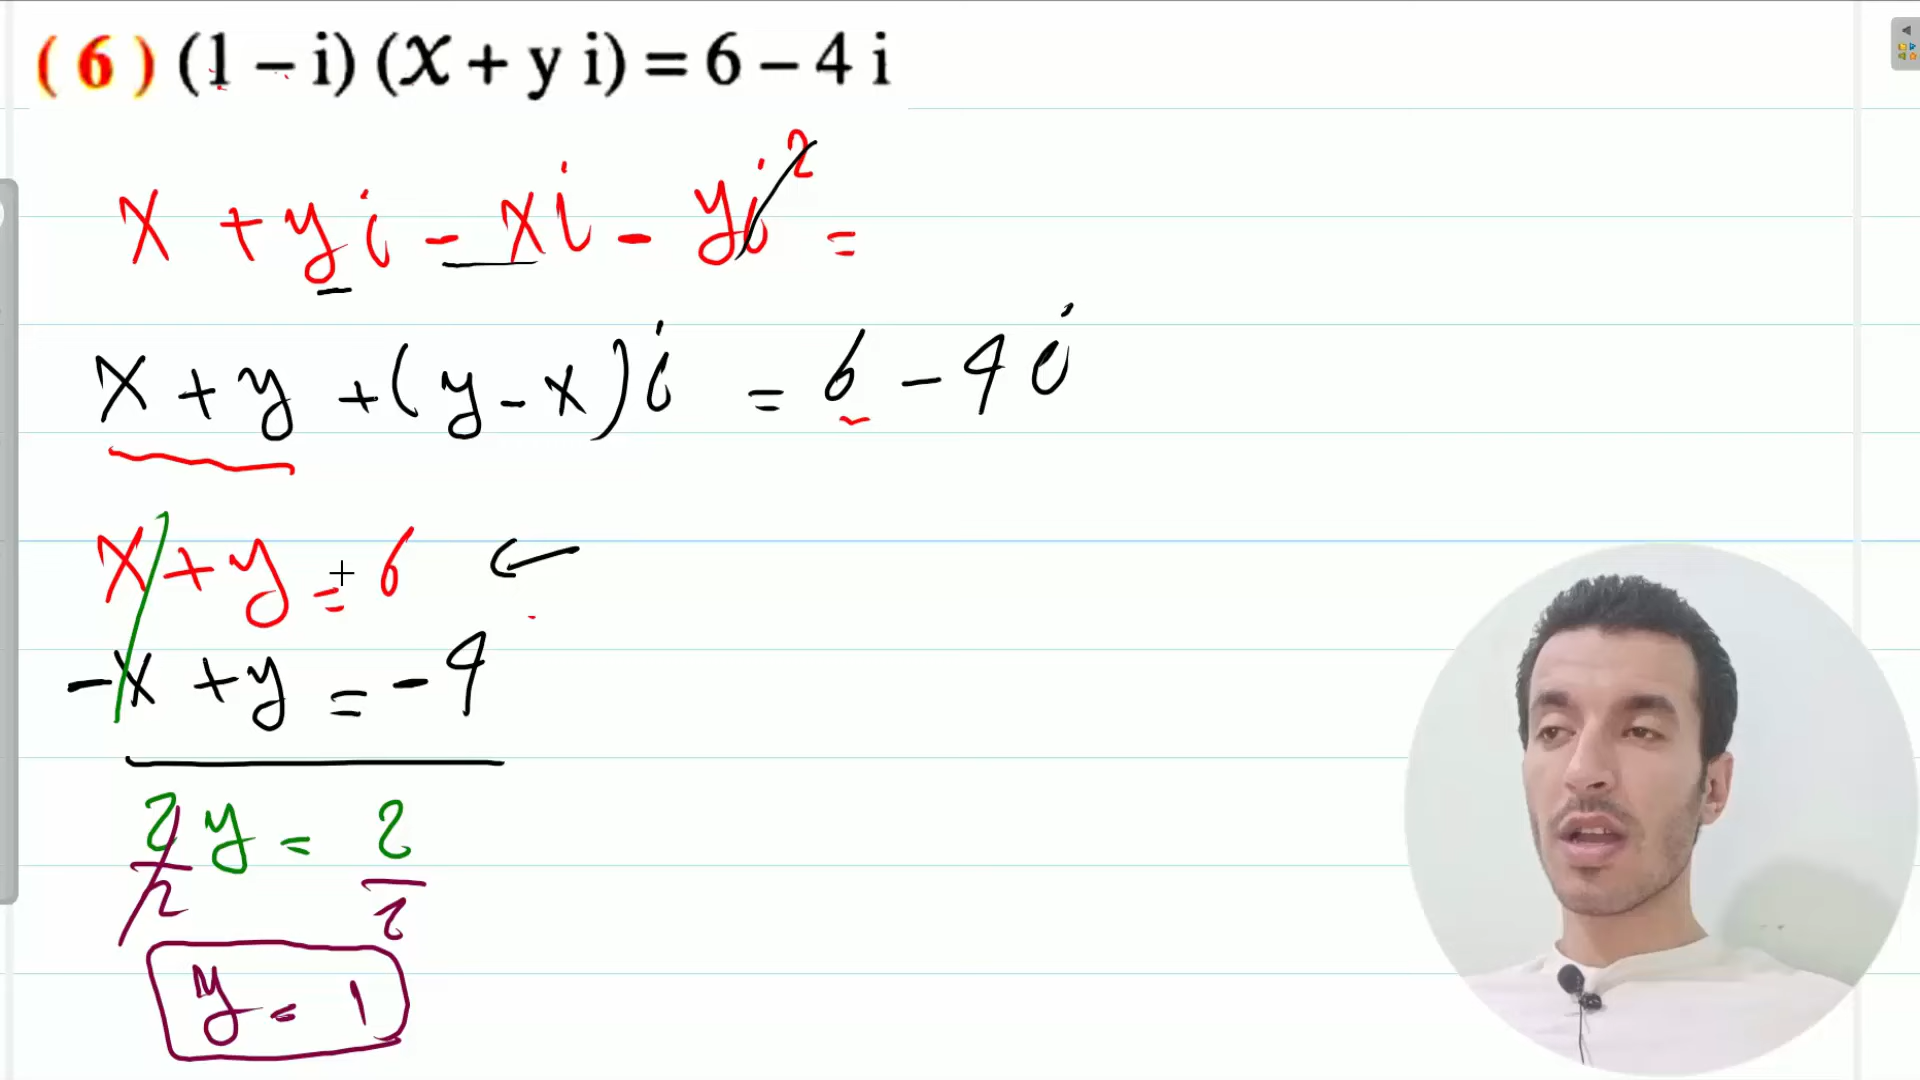 (6) (1 – i) (X + y i) = 6 – 4 i
x + yi - xi - yi² =
x + y + (y - x)i = 6 - 4i
x + y = 6 ←
-x + y = -4
2y = 2
2 2
y = 1